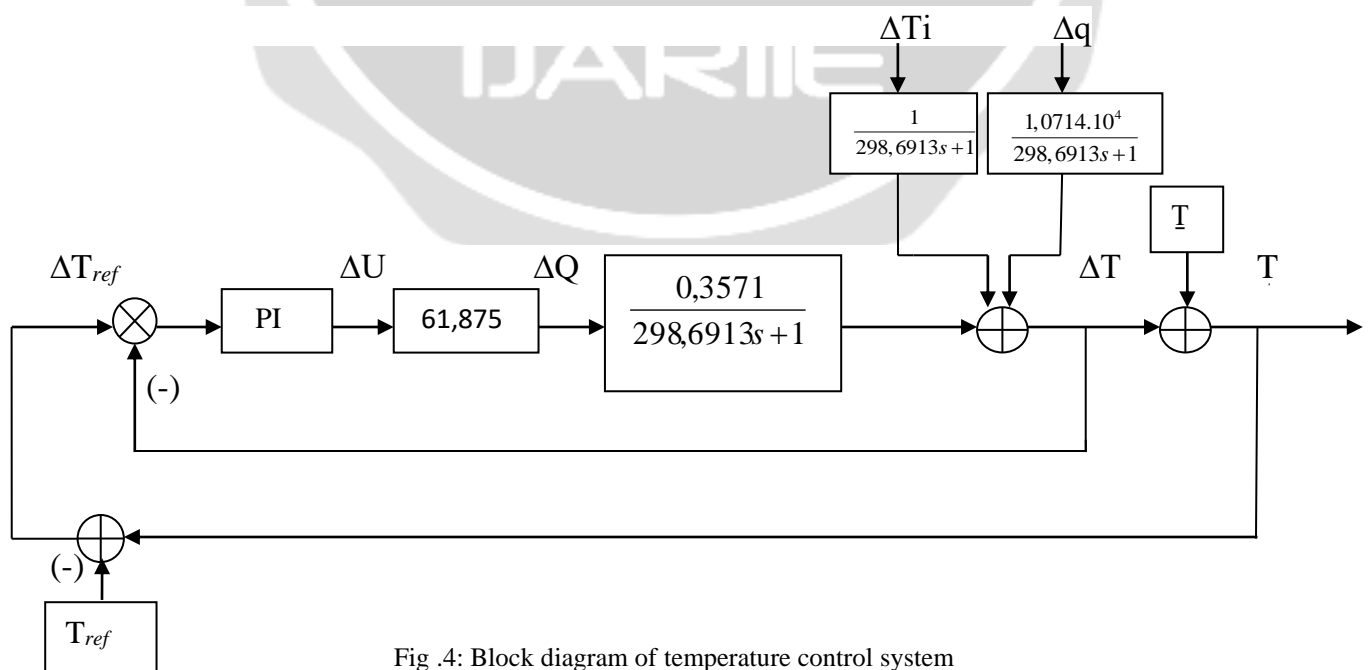 IJARIIE
ΔTi
Δq
1
298,6913s+1
1,0714.10⁴
298,6913s+1
T
ΔTref
ΔU
ΔQ
ΔT
T
PI
61,875
0,3571
298,6913s+1
(-)
(-)
Tref
Fig .4: Block diagram of temperature control system